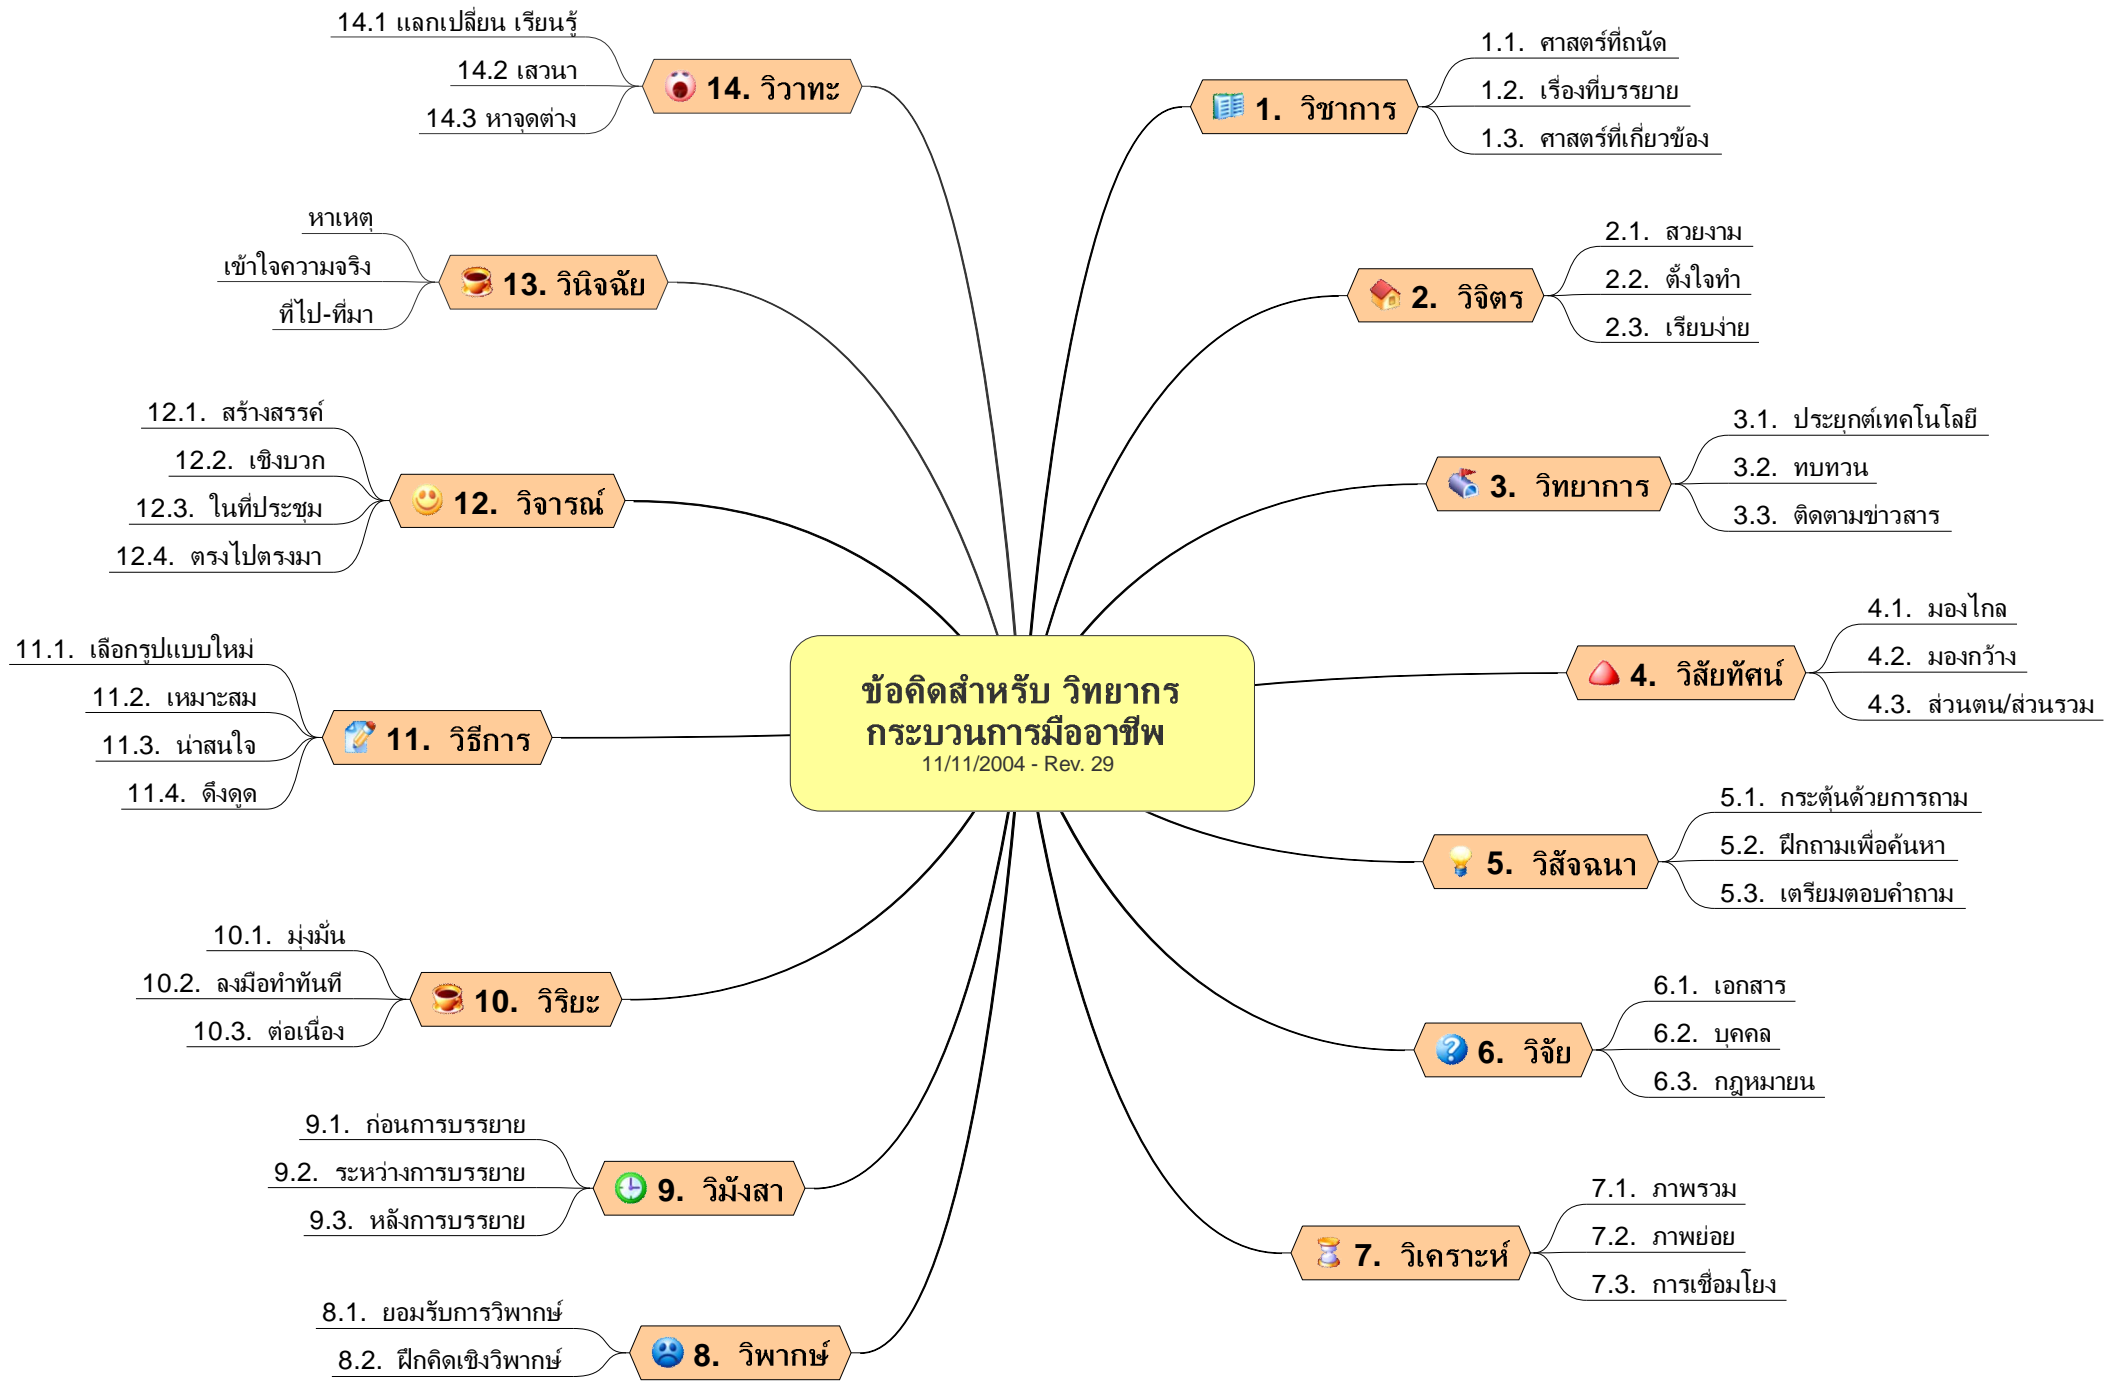 ข้อคิดสำหรับ วิทยากร
กระบวนการมืออาชีพ
11/11/2004 - Rev. 29
1. วิชาการ
1.1. ศาสตร์ที่ถนัด
1.2. เรื่องที่บรรยาย
1.3. ศาสตร์ที่เกี่ยวข้อง
2. วิจิตร
2.1. สวยงาม
2.2. ตั้งใจทำ
2.3. เรียบง่าย
3. วิทยาการ
3.1. ประยุกต์เทคโนโลยี
3.2. ทบทวน
3.3. ติดตามข่าวสาร
4. วิสัยทัศน์
4.1. มองไกล
4.2. มองกว้าง
4.3. ส่วนตน/ส่วนรวม
5. วิสัจฉนา
5.1. กระตุ้นด้วยการถาม
5.2. ฝึกถามเพื่อค้นหา
5.3. เตรียมตอบคำถาม
6. วิจัย
6.1. เอกสาร
6.2. บุคคล
6.3. กฎหมายน
7. วิเคราะห์
7.1. ภาพรวม
7.2. ภาพย่อย
7.3. การเชื่อมโยง
8. วิพากษ์
8.1. ยอมรับการวิพากษ์
8.2. ฝึกคิดเชิงวิพากษ์
9. วิมังสา
9.1. ก่อนการบรรยาย
9.2. ระหว่างการบรรยาย
9.3. หลังการบรรยาย
10. วิริยะ
10.1. มุ่งมั่น
10.2. ลงมือทำทันที
10.3. ต่อเนื่อง
11. วิธีการ
11.1. เลือกรูปแบบใหม่
11.2. เหมาะสม
11.3. น่าสนใจ
11.4. ดึงดูด
12. วิจารณ์
12.1. สร้างสรรค์
12.2. เชิงบวก
12.3. ในที่ประชุม
12.4. ตรงไปตรงมา
13. วินิจฉัย
หาเหตุ
เข้าใจความจริง
ที่ไป-ที่มา
14. วิวาทะ
14.1 แลกเปลี่ยน เรียนรู้
14.2 เสวนา
14.3 หาจุดต่าง